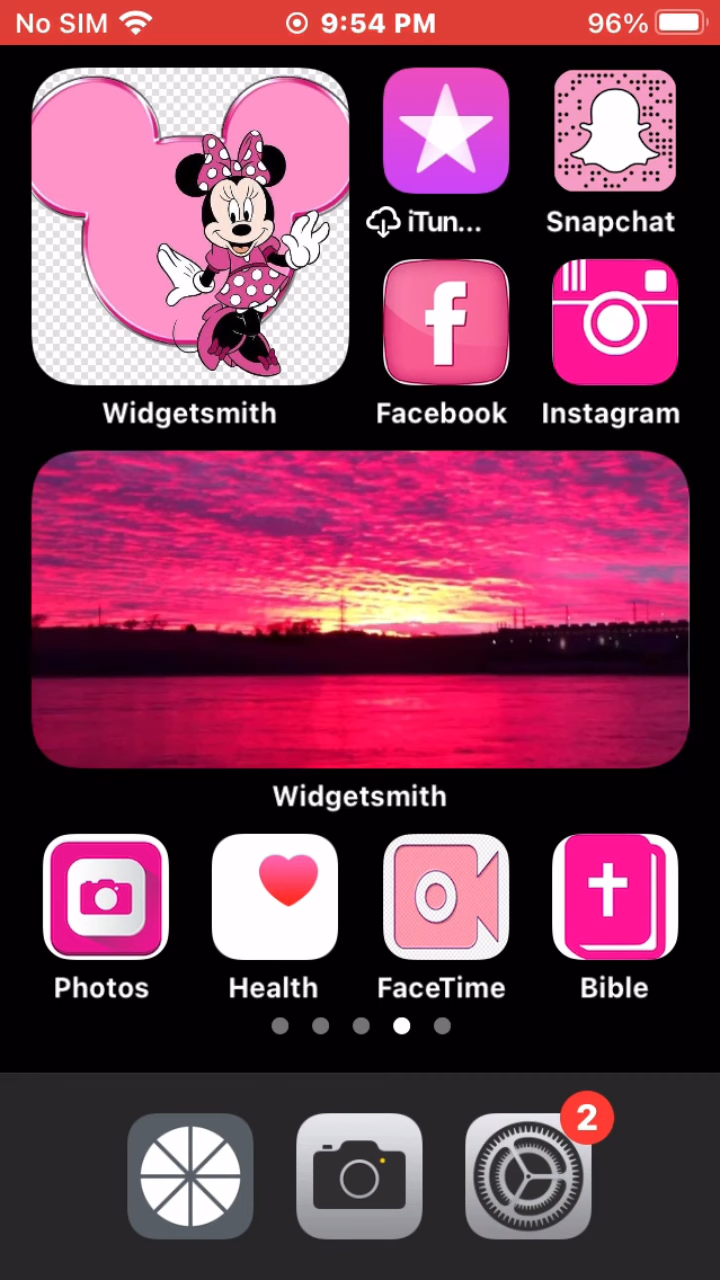 No SIM 9:54 PM 96%
iTun... Snapchat
Widgetsmith Facebook Instagram
Widgetsmith
Photos Health FaceTime Bible
2